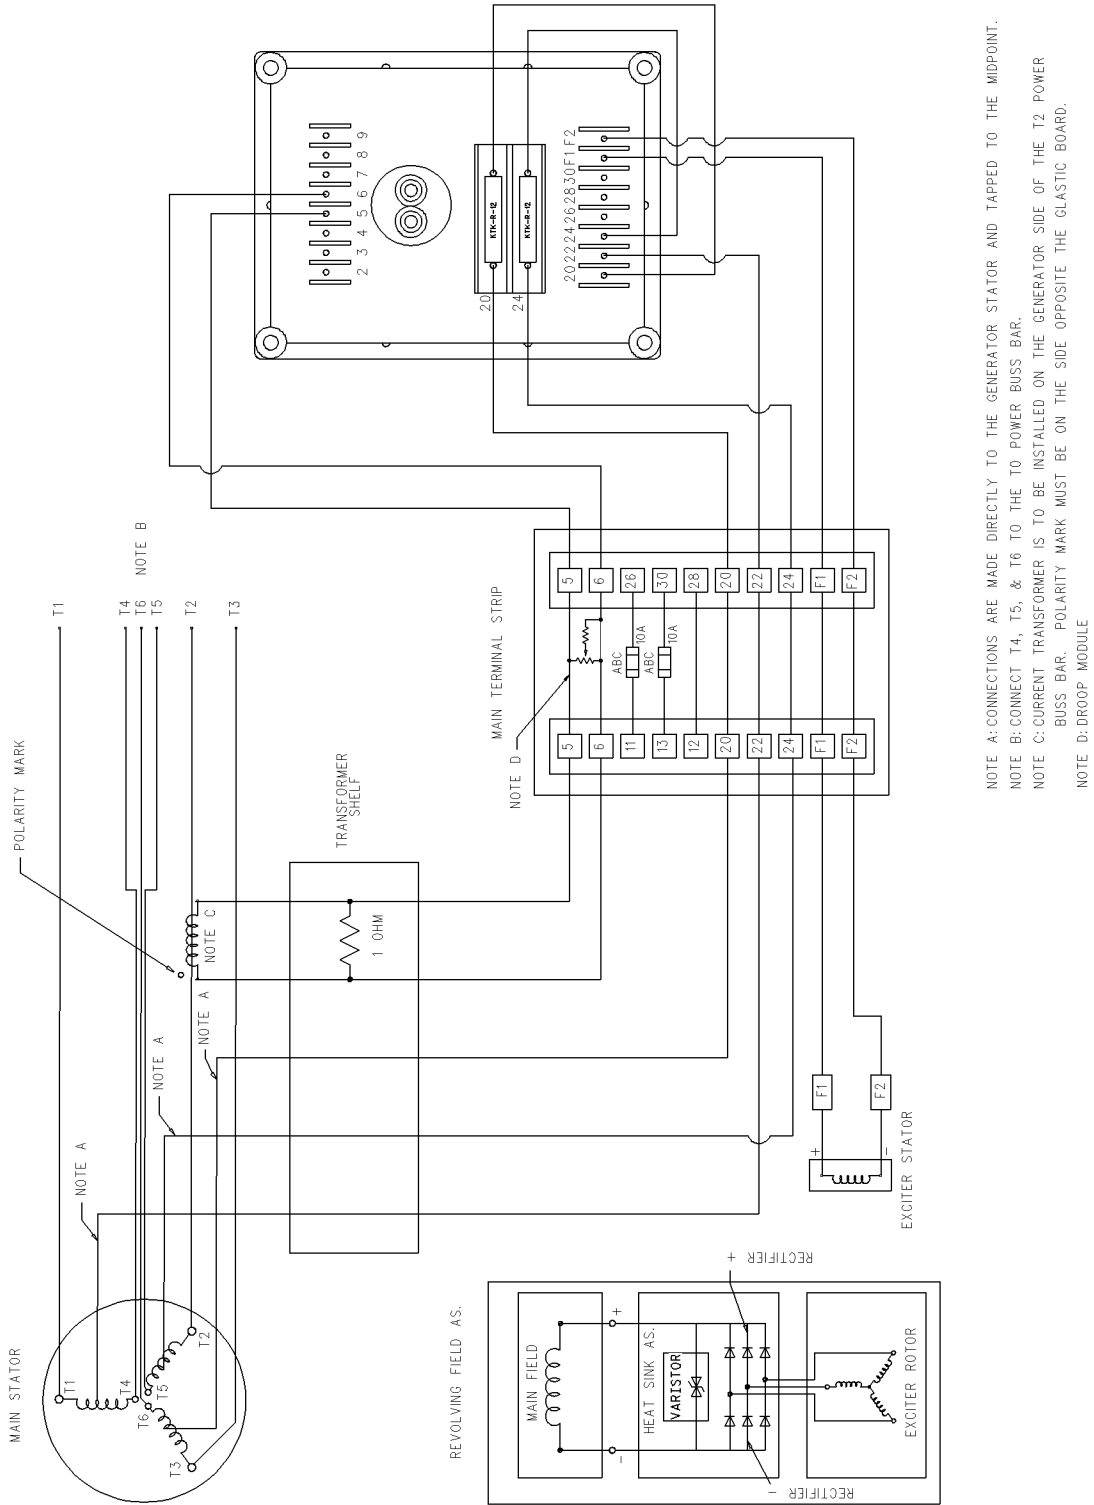 MAIN STATOR
T1
T4
T6
T5
T2
T3
NOTE A
NOTE A
NOTE A
NOTE C
POLARITY MARK
T1
T4
T6
T5
T2
T3
NOTE B
TRANSFORMER
SHELF
1 OHM
2 3 4 5 6 7 8 9
KTK-R-12
KTK-R-12
20
24
20 22 24 26 28 30 F1 F2
MAIN TERMINAL STRIP
NOTE D
5 5
6 6
11 ABC 10A 26
13 ABC 10A 30
12 28
20 20
22 22
24 24
F1 F1
F2 F2
REVOLVING FIELD AS.
MAIN FIELD
- +
HEAT SINK AS.
VARISTOR
RECTIFIER -
RECTIFIER +
EXCITER ROTOR
+
-
F1
F2
EXCITER STATOR
NOTE A: CONNECTIONS ARE MADE DIRECTLY TO THE GENERATOR STATOR AND TAPPED TO THE MIDPOINT.
NOTE B: CONNECT T4, T5, & T6 TO THE TO POWER BUSS BAR.
NOTE C: CURRENT TRANSFORMER IS TO BE INSTALLED ON THE GENERATOR SIDE OF THE T2 POWER
BUSS BAR. POLARITY MARK MUST BE ON THE SIDE OPPOSITE THE GLASTIC BOARD.
NOTE D: DROOP MODULE